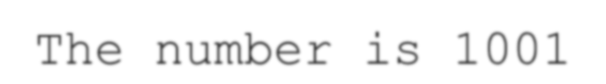 The number is 1001